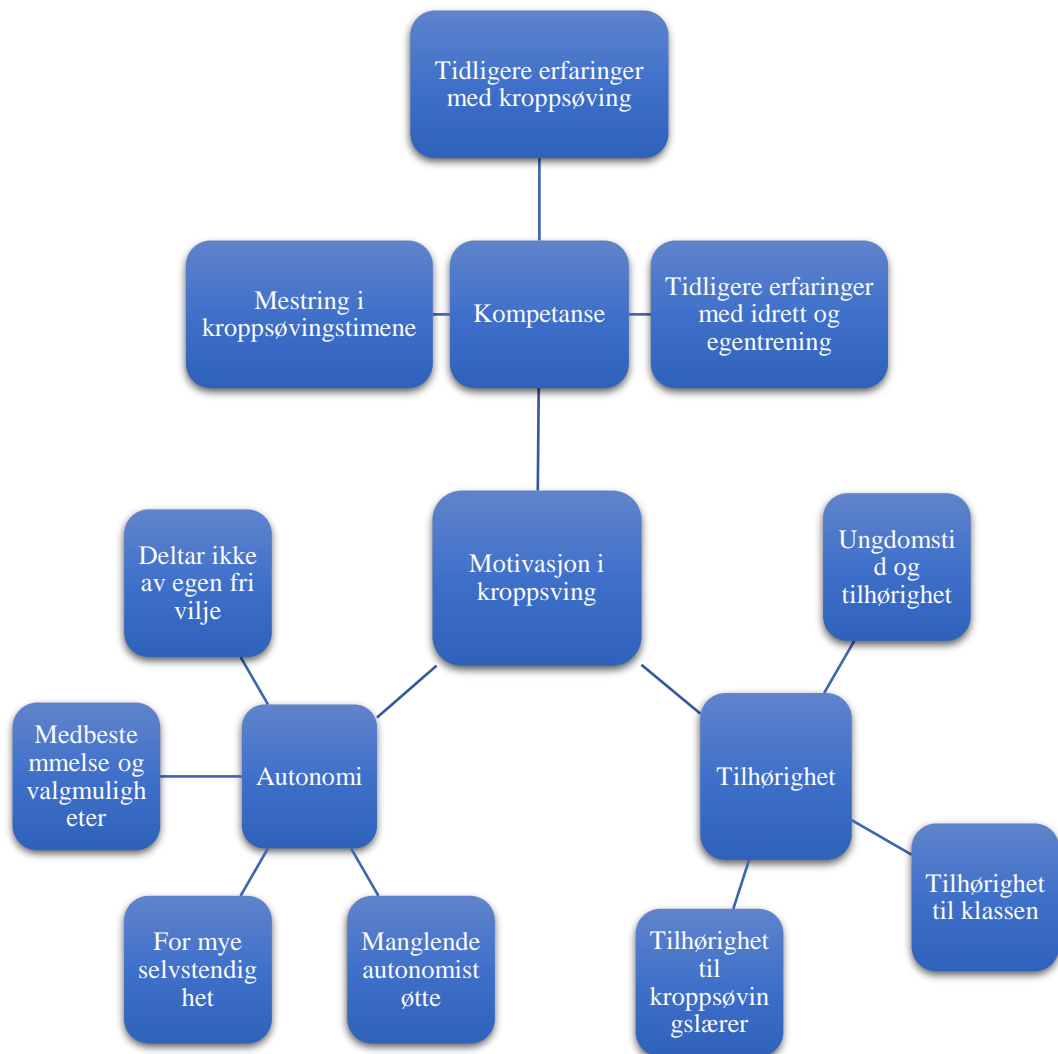 Tidligere erfaringer
med kroppsøving
Mestring i
kroppsøvingstimene
Kompetanse
Tidligere erfaringer
med idrett og
egentrening
Motivasjon i
kroppsving
Deltar ikke
av egen fri
vilje
Medbeste
mmelse og
valgmuligh
eter
Autonomi
For mye
selvstendig
het
Manglende
autonomist
øtte
Ungdomsti
d og
tilhørighet
Tilhørighet
Tilhørighet
til klassen
Tilhørighet
til
kroppsøvin
gslærer